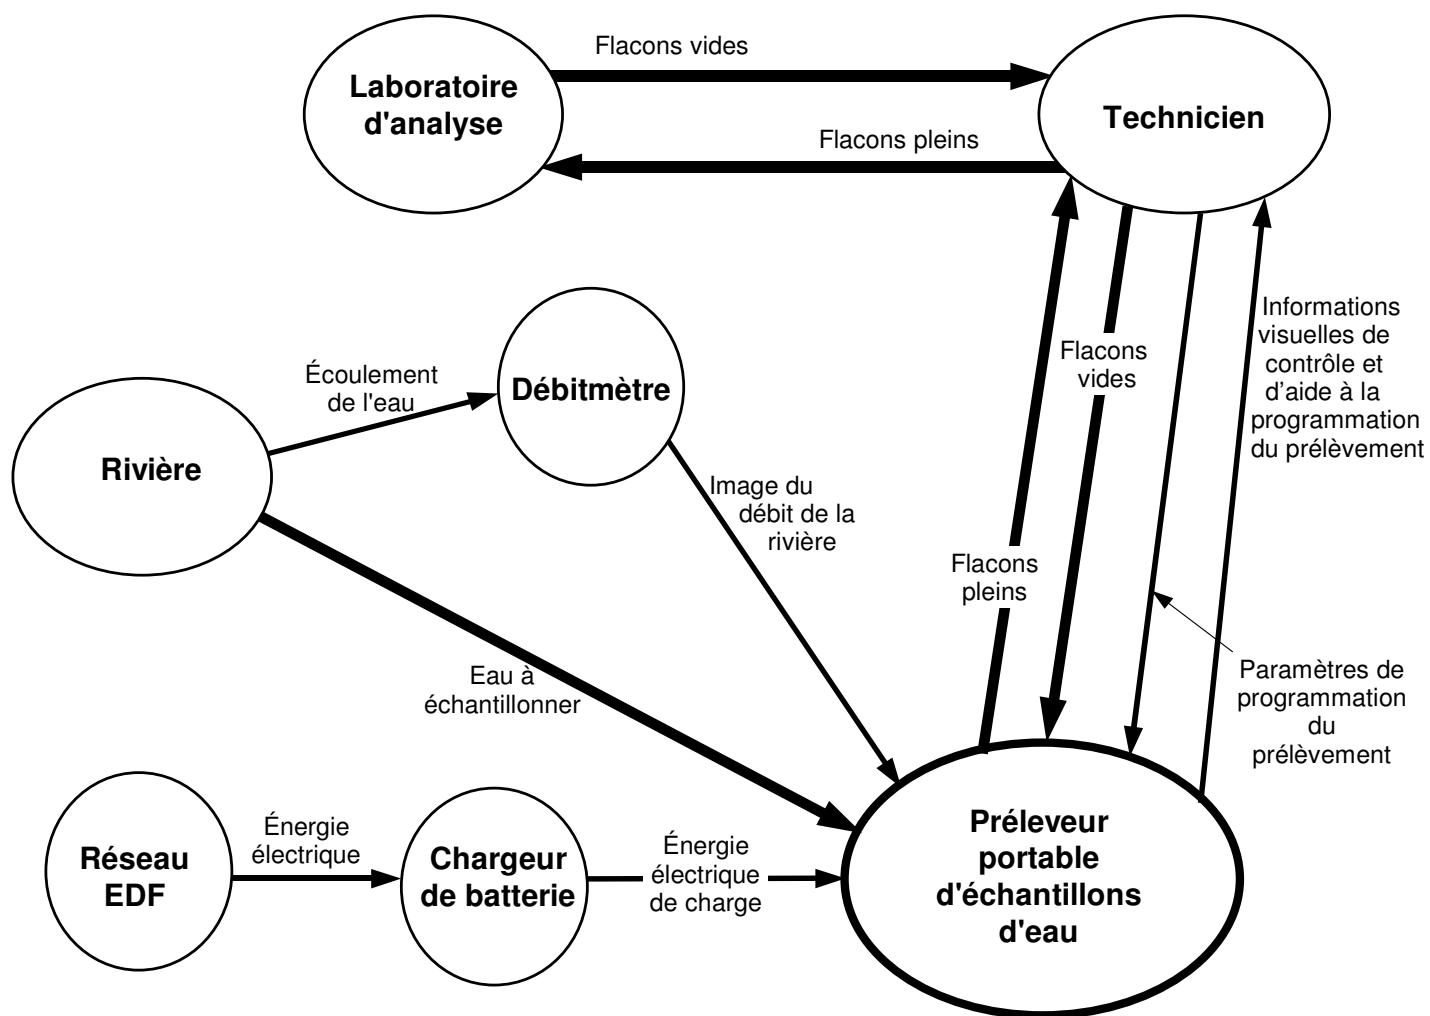 Flacons vides
Laboratoire
d'analyse
Technicien
Flacons pleins
Informations
visuelles de
contrôle et
d’aide à la
programmation
du prélèvement
Flacons
vides
Écoulement
de l'eau
Débitmètre
Rivière
Image du
débit de la
rivière
Flacons
pleins
Eau à
échantillonner
Paramètres de
programmation
du
prélèvement
Réseau
EDF
Énergie
électrique
Chargeur
de batterie
Énergie
électrique
de charge
Préleveur
portable
d'échantillons
d'eau